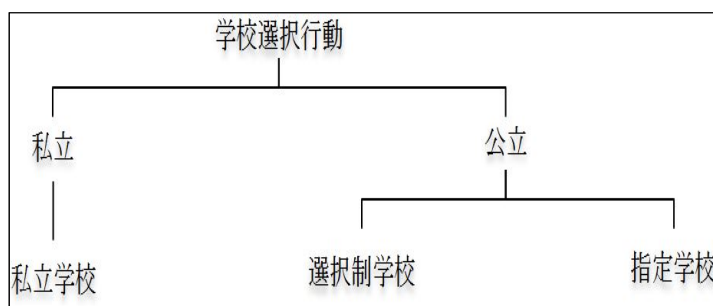 学校選択行動
私立
公立
私立学校
選択制学校
指定学校